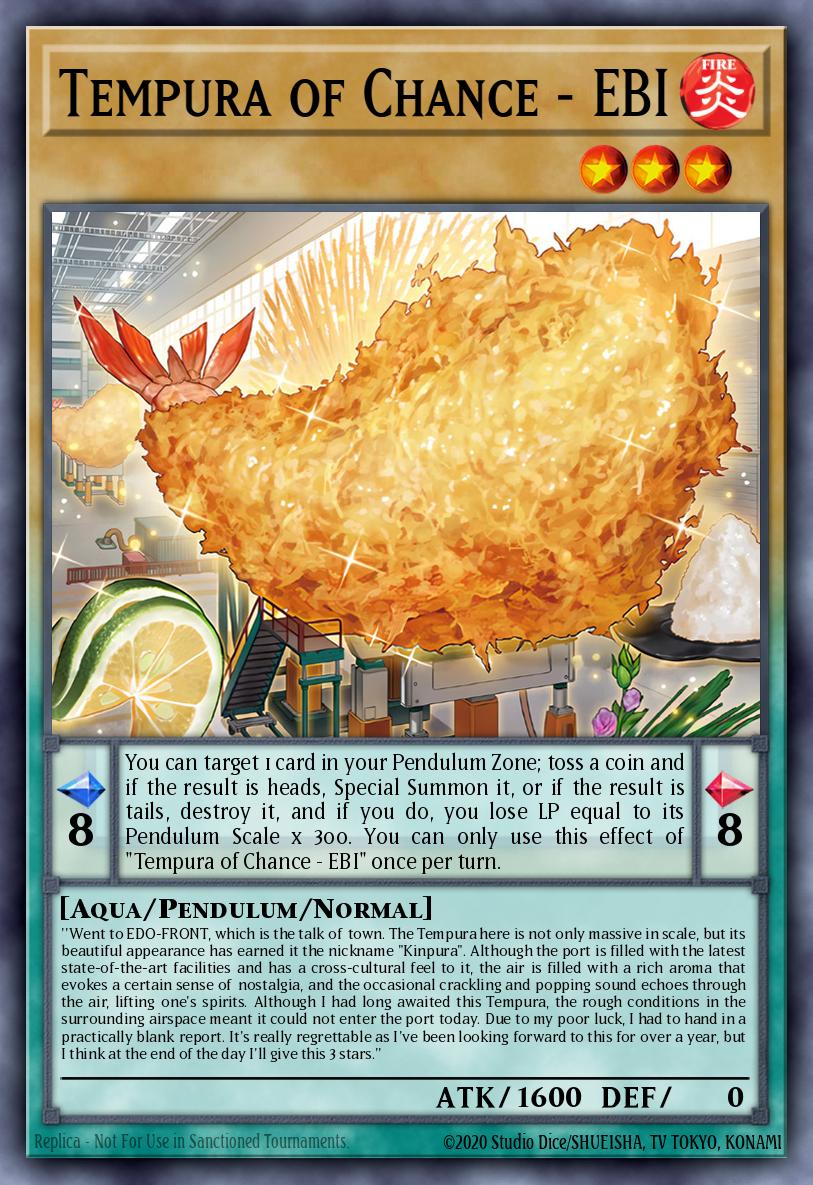 Tempura of Chance - EBI
FIRE
炎
8
You can target 1 card in your Pendulum Zone; toss a coin and
if the result is heads, Special Summon it, or if the result is
tails, destroy it, and if you do, you lose LP equal to its
Pendulum Scale x 300. You can only use this effect of
"Tempura of Chance - EBI" once per turn.
8
[Aqua/Pendulum/Normal]
''Went to EDO-FRONT, which is the talk of town. The Tempura here is not only massive in scale, but its
beautiful appearance has earned it the nickname "Kinpura". Although the port is filled with the latest
state-of-the-art facilities and has a cross-cultural feel to it, the air is filled with a rich aroma that
evokes a certain sense of nostalgia, and the occasional crackling and popping sound echoes through
the air, lifting one's spirits. Although I had long awaited this Tempura, the rough conditions in the
surrounding airspace meant it could not enter the port today. Due to my poor luck, I had to hand in a
practically blank report. It's really regrettable as I've been looking forward to this for over a year, but
I think at the end of the day I'll give this 3 stars.''
ATK/1600 DEF/ 0
Replica - Not For Use in Sanctioned Tournaments.
©2020 Studio Dice/SHUEISHA, TV TOKYO, KONAMI